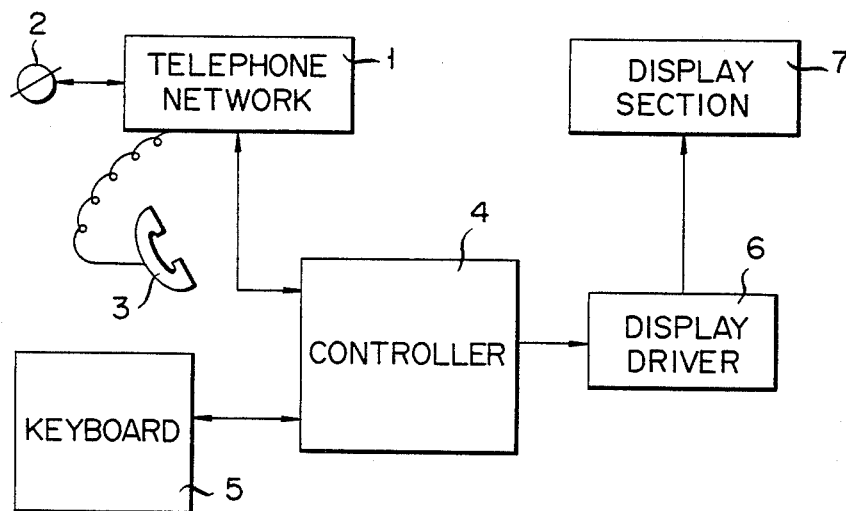 2
TELEPHONE
NETWORK
1
DISPLAY
SECTION
7
3
4
CONTROLLER
6
DISPLAY
DRIVER
KEYBOARD
5